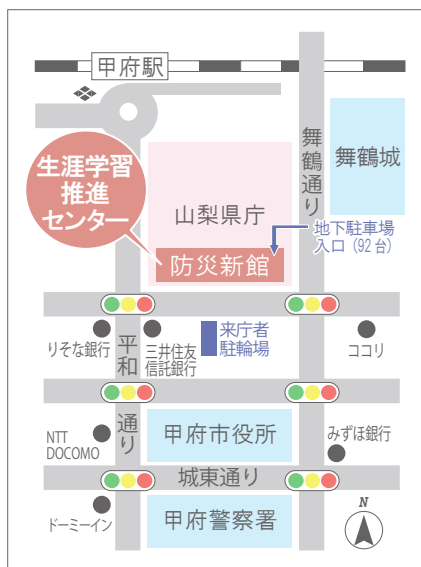 甲府駅
舞鶴通り
舞鶴城
生涯学習
推進
センター
山梨県庁
地下駐車場
入口(92台)
防災新館
りそな銀行
平和通り
三井住友
信託銀行
来庁者
駐輪場
ココリ
NTT
DOCOMO
甲府市役所
みずほ銀行
城東通り
ドーミーイン
甲府警察署
N